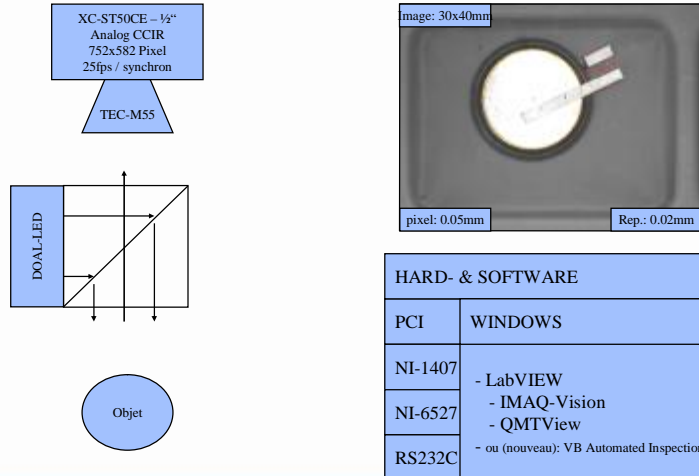 XC-ST50CE – ½“
Analog CCIR
752x582 Pixel
25fps / synchron
TEC-M55
DOAL-LED
Objet
Image: 30x40mm
pixel: 0.05mm
Rep.: 0.02mm
HARD- & SOFTWARE
PCI
WINDOWS
NI-1407
NI-6527
RS232C
- LabVIEW
- IMAQ-Vision
- QMTView
- ou (nouveau): VB Automated Inspection